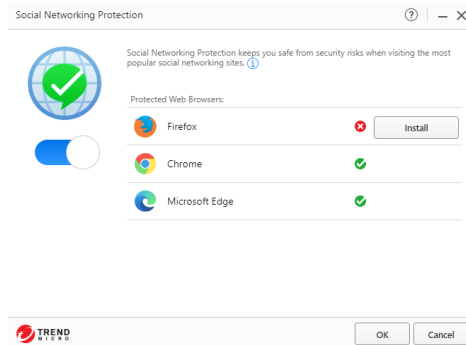 Social Networking Protection
?
Social Networking Protection keeps you safe from security risks when visiting the most
popular social networking sites. i
Protected Web Browsers:
Firefox
Install
Chrome
Microsoft Edge
TREND
MICRO
OK
Cancel